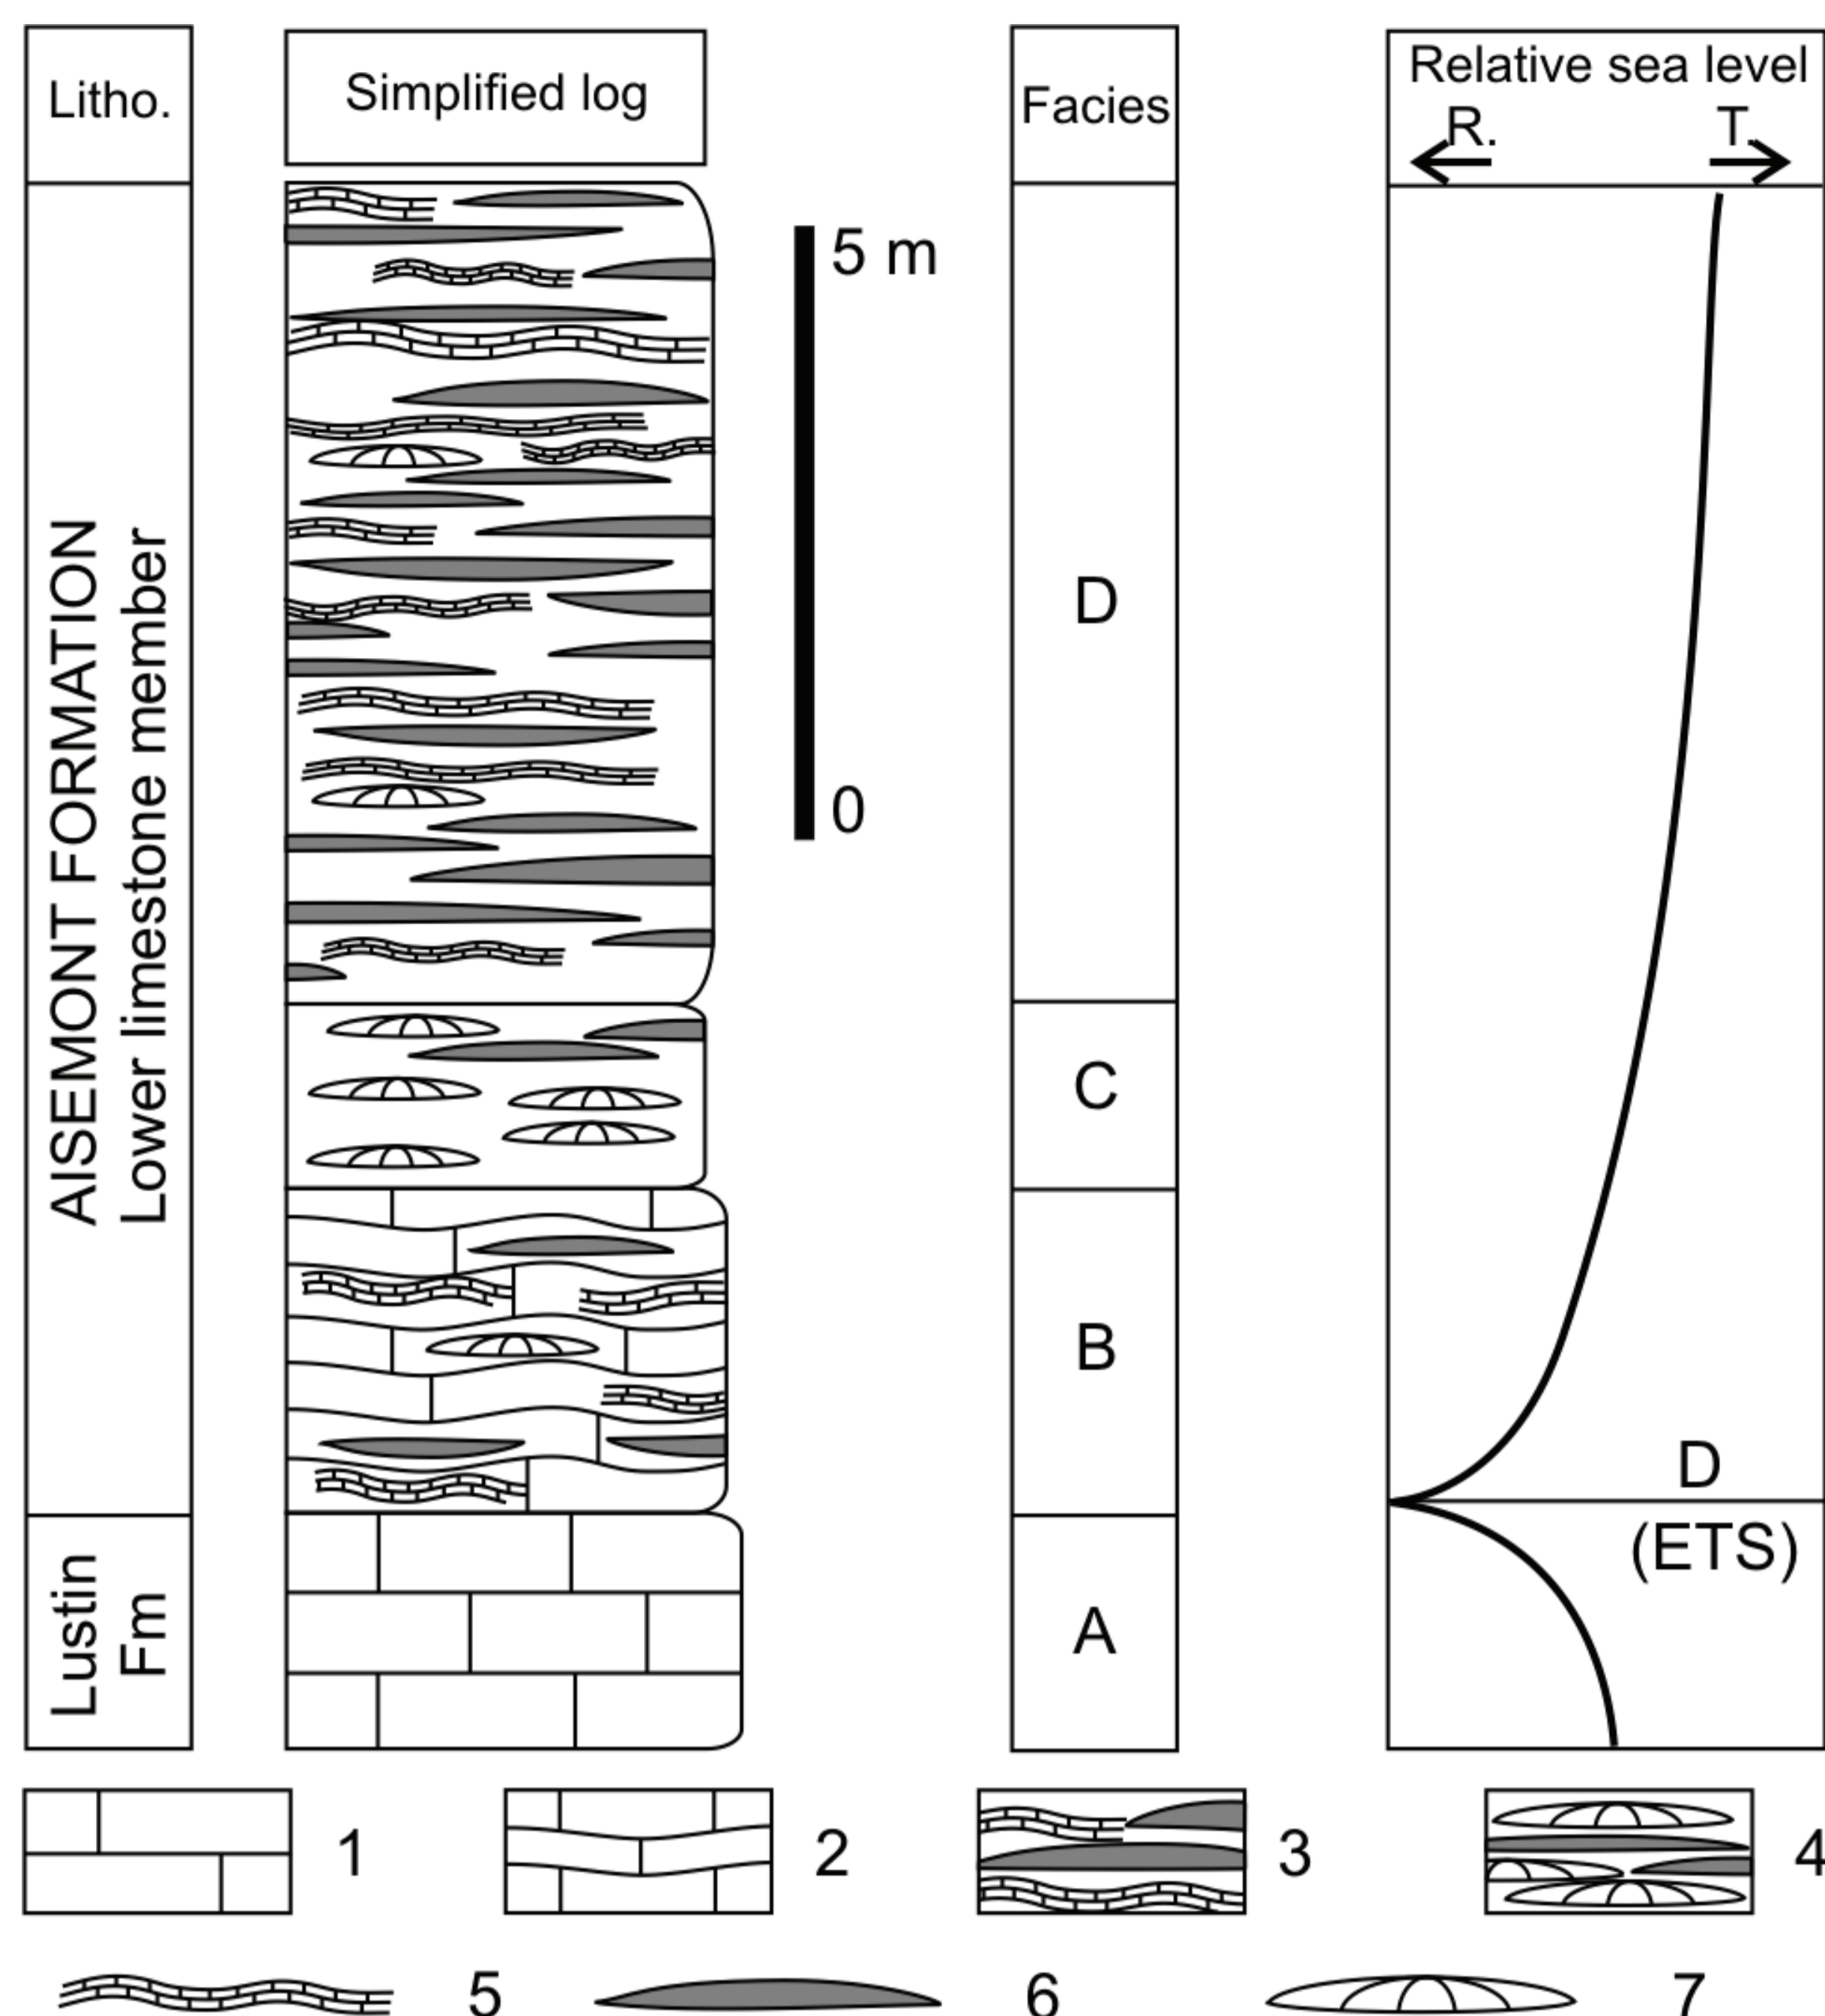 Litho.
Simplified log
Facies
Relative sea level
R.
T.
5 m
0
AISEMONT FORMATION
Lower limestone member
Lustin
Fm
D
C
B
A
D
(ETS)
1
2
3
4
5
6
7